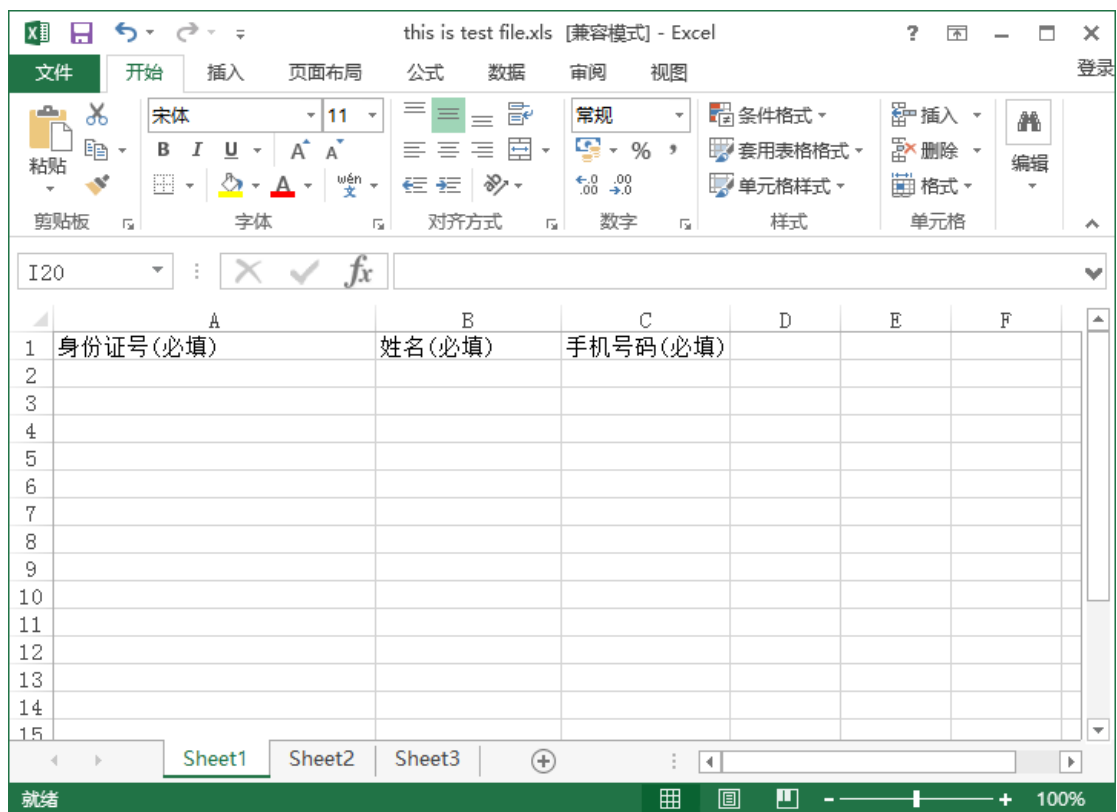 this is test file.xls [兼容模式] - Excel ?
文件 开始 插入 页面布局 公式 数据 审阅 视图 登录
宋体 11 常规 条件格式 插入
粘贴 B I U A A % , 套用表格格式 删除 编辑
A wén 文 .0 .00 .00 .0 单元格样式 格式
剪贴板 字体 对齐方式 数字 样式 单元格
I20 fx
A B C D E F
1 身份证号(必填) 姓名(必填) 手机号码(必填)
2
3
4
5
6
7
8
9
10
11
12
13
14
15
Sheet1 Sheet2 Sheet3
就绪 100%